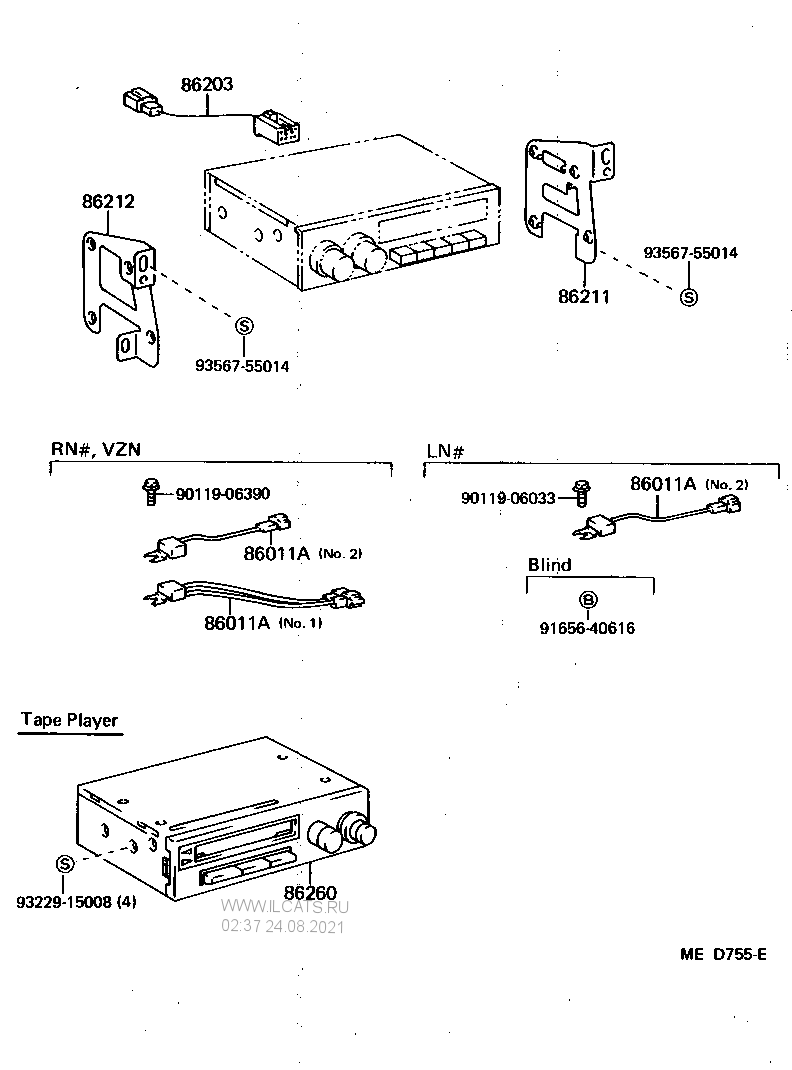 86203
86212
93567-55014
86211
S
S
93567-55014
RN#, VZN
LN#
90119-06390
86011A (No. 2)
90119-06033
86011A (No. 2)
Blind
86011A (No. 1)
B
91656-40616
Tape Player
S
93229-15008 (4)
86260
WWW.ILCATS.RU
02:37 24.08.2021
ME D755-E